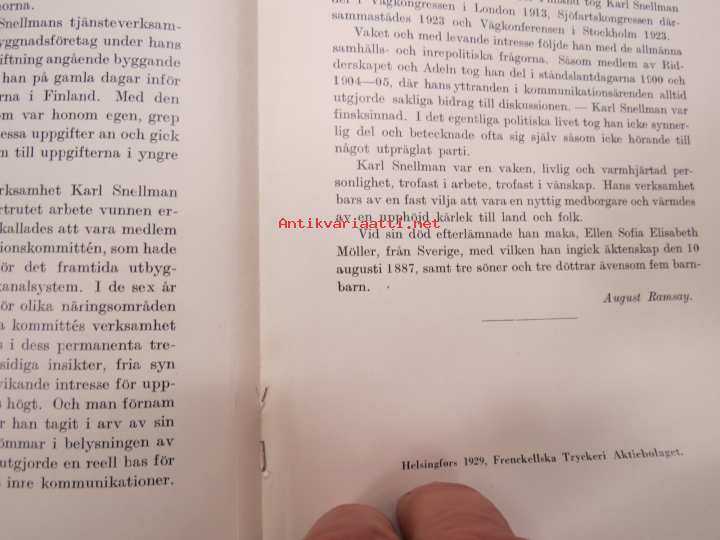 norna.
Snellmans tjänsteverksam-
byggnadsföretag under hans
iftning angående byggande
han på gamla dagar inför
rna i Finland. Med den
om var honom egen, grep
essa uppgifter an och gick
n till uppgifterna i yngre
erksamhet Karl Snellman
rtrutet arbete vunnen er-
kallades att vara medlem
ionskommittén, som hade
ör det framtida utbyg-
kanalsystem. I de sex år
ör olika näringsområden
a kommittés verksamhet
s i dess permanenta tre-
sidiga insikter, fria syn
vikande intresse för upp-
s högt. Och man förnam
r han tagit i arv av sin
ömmar i belysningen av
utgjorde en reell bas för
s inre kommunikationer.
tog Karl Snellman
del i Vägkongressen i London 1913, Sjöfartskongressen där-
sammastädes 1923 och Vägkonferensen i Stockholm 1923.
Vaket och med levande intresse följde han med de allmänna
samhälls- och inrepolitiska frågorna. Såsom medlem av Rid-
derskapet och Adeln tog han del i ståndslantdagarna 1900 och
1904—05, där hans yttranden i kommunikationsärenden alltid
utgjorde sakliga bidrag till diskussionen. — Karl Snellman var
finsksinnad. I det egentliga politiska livet tog han icke synner-
lig del och betecknade ofta sig själv såsom icke hörande till
något utpräglat parti.
Karl Snellman var en vaken, livlig och varmhjärtad per-
sonlighet, trofast i arbete, trofast i vänskap. Hans verksamhet
bars av en fast vilja att vara en nyttig medborgare och värmdes
av en upphöjd kärlek till land och folk.
Antikvariaatti.net
Vid sin död efterlämnade han maka, Ellen Sofia Elisabeth
Möller, från Sverige, med vilken han ingick äktenskap den 10
augusti 1887, samt tre söner och tre döttrar ävensom fem barn-
barn.
August Ramsay.
Helsingfors 1929, Frenckellska Tryckeri Aktiebolaget.